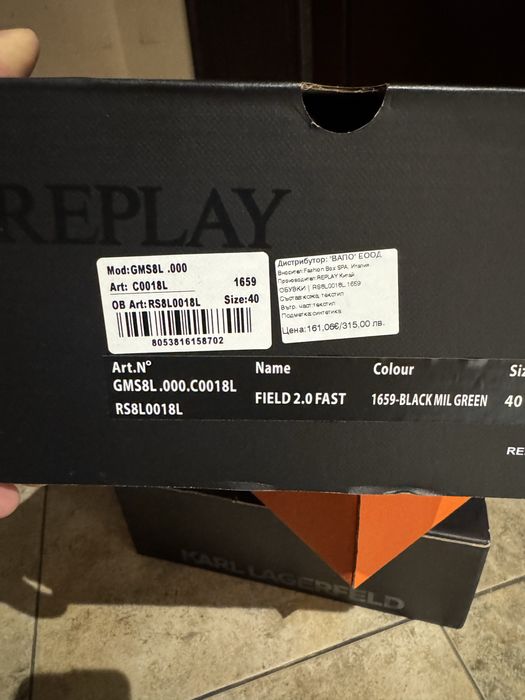 REPLAY
Mod:GMS8L .000
Art: C0018L 1659
OB Art:RS8L0018L Size:40
8053816158702
Дистрибутор: "ВАПО" ЕООД
Вносител:Fashion Box SPA. Италия
Производител:REPLAY Китай
ОБУВКИ | RS8L0018L 1659
Състав:кожа, текстил
Вътр. част:текстил
Подметка:синтетика
Цена:161,06€/315,00 лв.
Art.N° Name Colour Siz
GMS8L .000.C0018L
RS8L0018L FIELD 2.0 FAST 1659-BLACK MIL GREEN 40
RE
KARL LAGERFELD